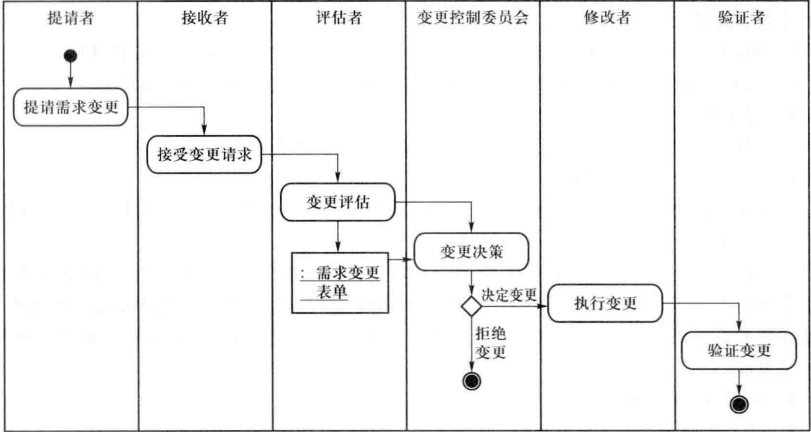 提请者
接收者
评估者
变更控制委员会
修改者
验证者
提请需求变更
接受变更请求
变更评估
：需求变更
表单
变更决策
决定变更
拒绝
变更
执行变更
验证变更